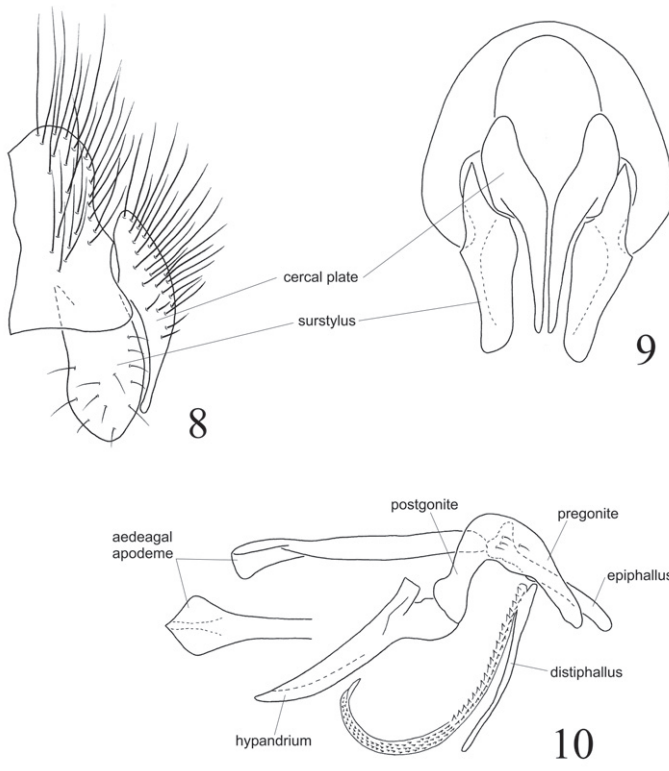 cercal plate
surstylus
8
9
postgonite
pregonite
aedeagal
apodeme
epiphallus
distiphallus
hypandrium
10